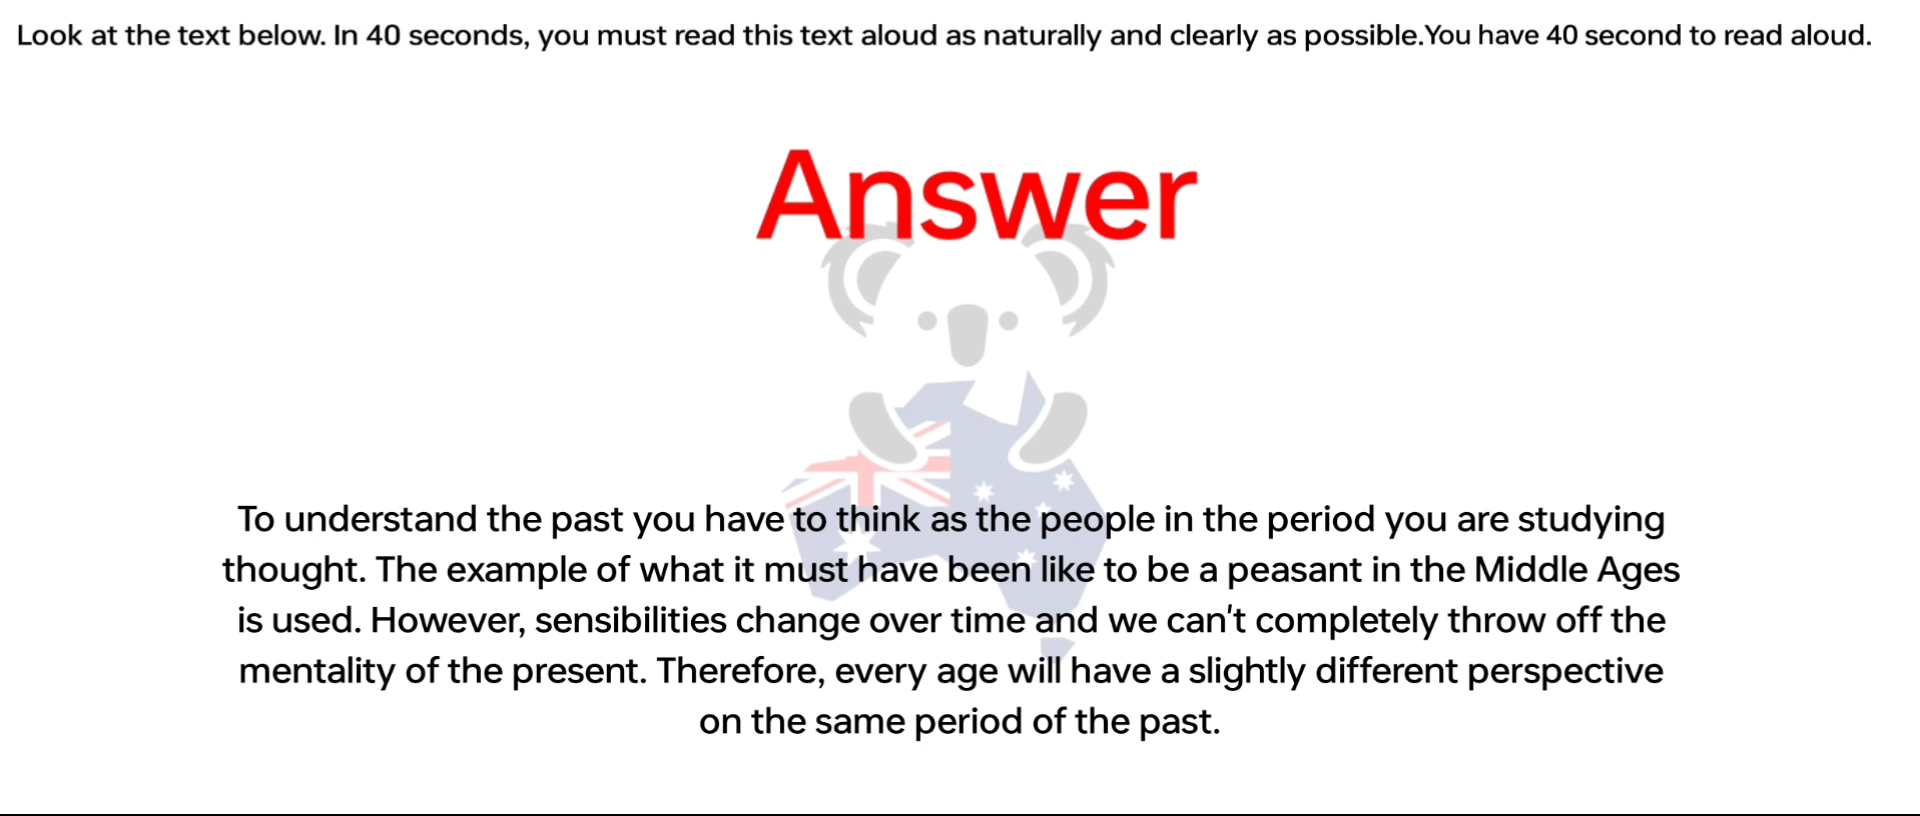 Look at the text below. In 40 seconds, you must read this text aloud as naturally and clearly as possible.You have 40 second to read aloud.
Answer
To understand the past you have to think as the people in the period you are studying
thought. The example of what it must have been like to be a peasant in the Middle Ages
is used. However, sensibilities change over time and we can't completely throw off the
mentality of the present. Therefore, every age will have a slightly different perspective
on the same period of the past.